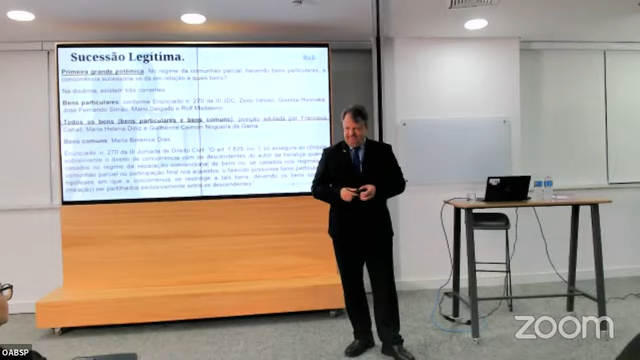 Sucessão Legítima.
Primeira grande polêmica. No regime da comunhão parcial, havendo bens particulares, a
concorrência sucessória se dá em relação a quais bens?
Na doutrina, existem três correntes:
Bens particulares: conforme Enunciado n. 270 da III JDC, Zeno Veloso, Giselda Hironaka,
José Fernando Simão, Mário Delgado e Rolf Madaleno.
Todos os bens (bens particulares e bens comuns): posição adotada por Francisco
Cahali, Maria Helena Diniz e Guilherme Calmon Nogueira da Gama.
Bens comuns: Maria Berenice Dias.
Enunciado n. 270 da III Jornada de Direito Civil: "O art. 1.829, inc. I, só assegura ao cônjuge
sobrevivente o direito de concorrência com os descendentes do autor da herança quando
casados no regime da separação convencional de bens ou, se casados nos regimes da
comunhão parcial ou participação final nos aquestos, o falecido possuísse bens particulares,
hipóteses em que a concorrência se restringe a tais bens, devendo os bens comuns
(meação) ser partilhados exclusivamente entre os descendentes".
OABSP
zoom